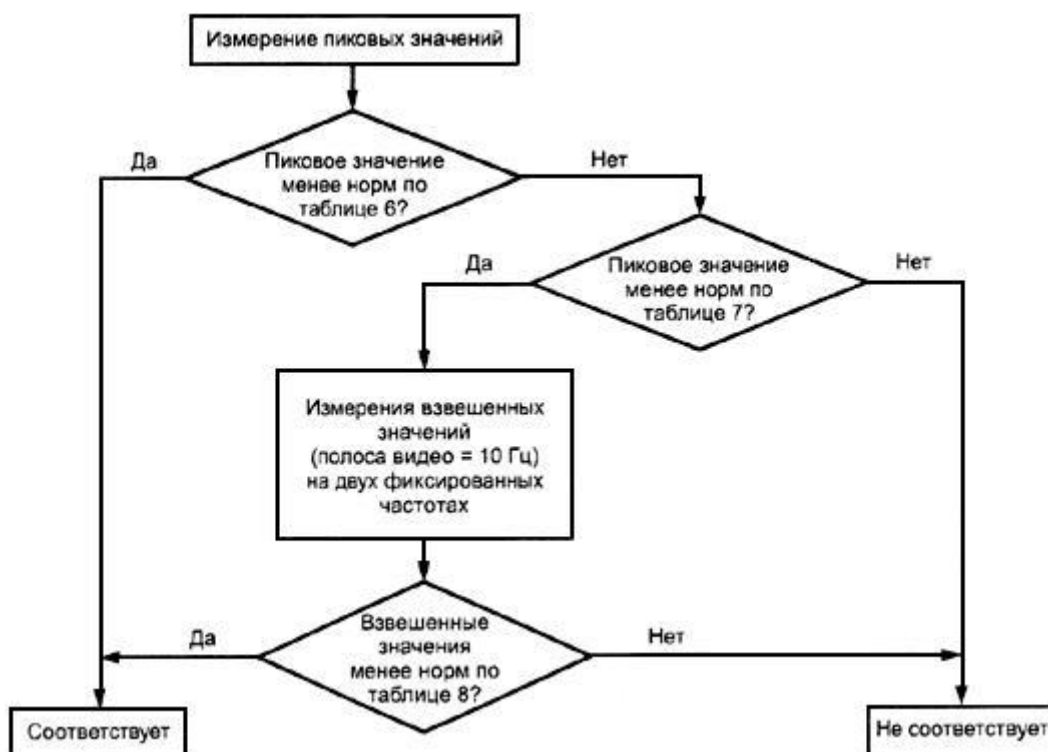 Измерение пиковых значений
Да
Пиковое значение
менее норм по
таблице 6?
Нет
Да
Пиковое значение
менее норм по
таблице 7?
Нет
Измерения взвешенных
значений
(полоса видео = 10 Гц)
на двух фиксированных
частотах
Да
Взвешенные
значения
менее норм по
таблице 8?
Нет
Соответствует
Не соответствует